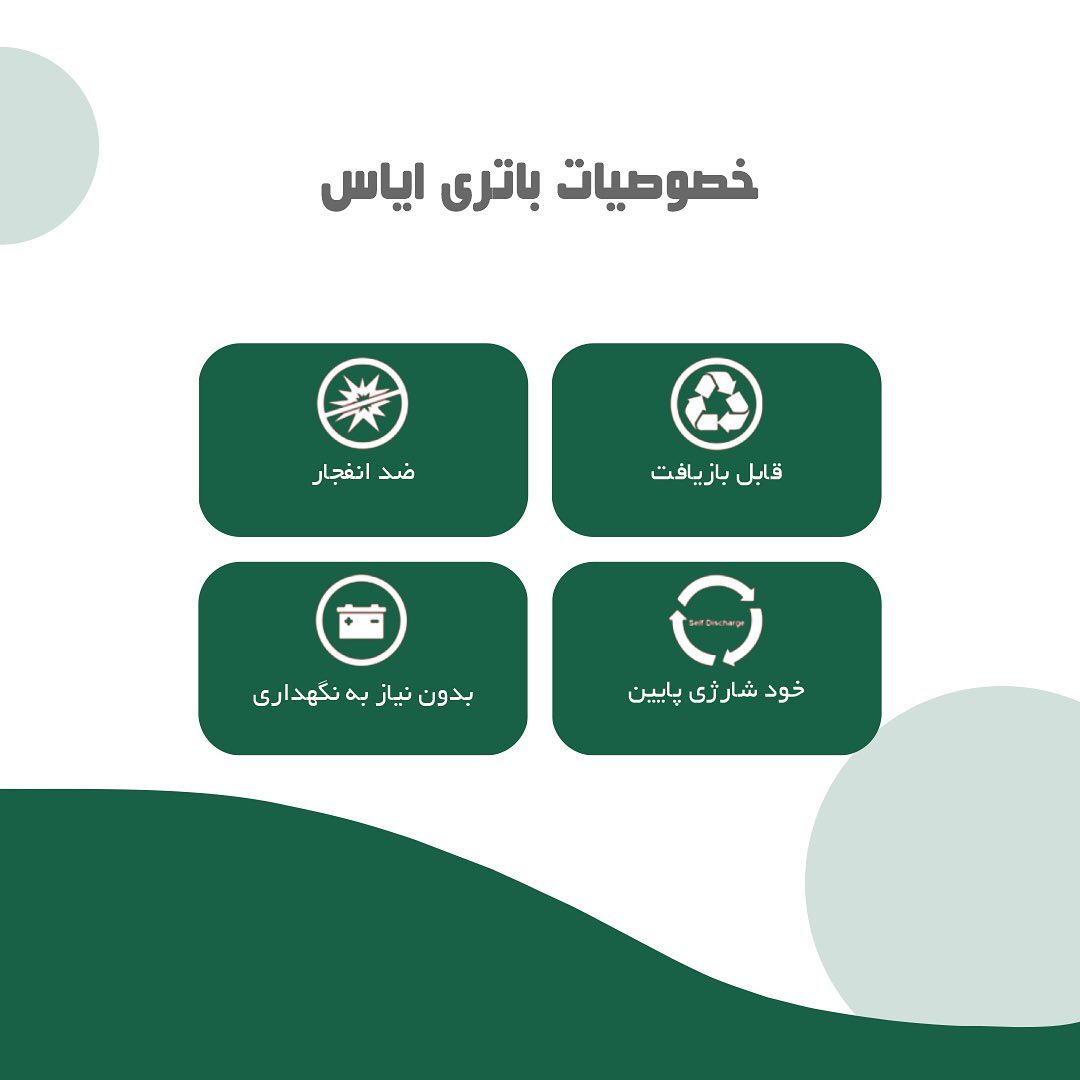 خصوصیات باتری ایاس
قابل بازیافت
ضد انفجار
Self Discharge
خود شارژی پایین
بدون نیاز به نگهداری